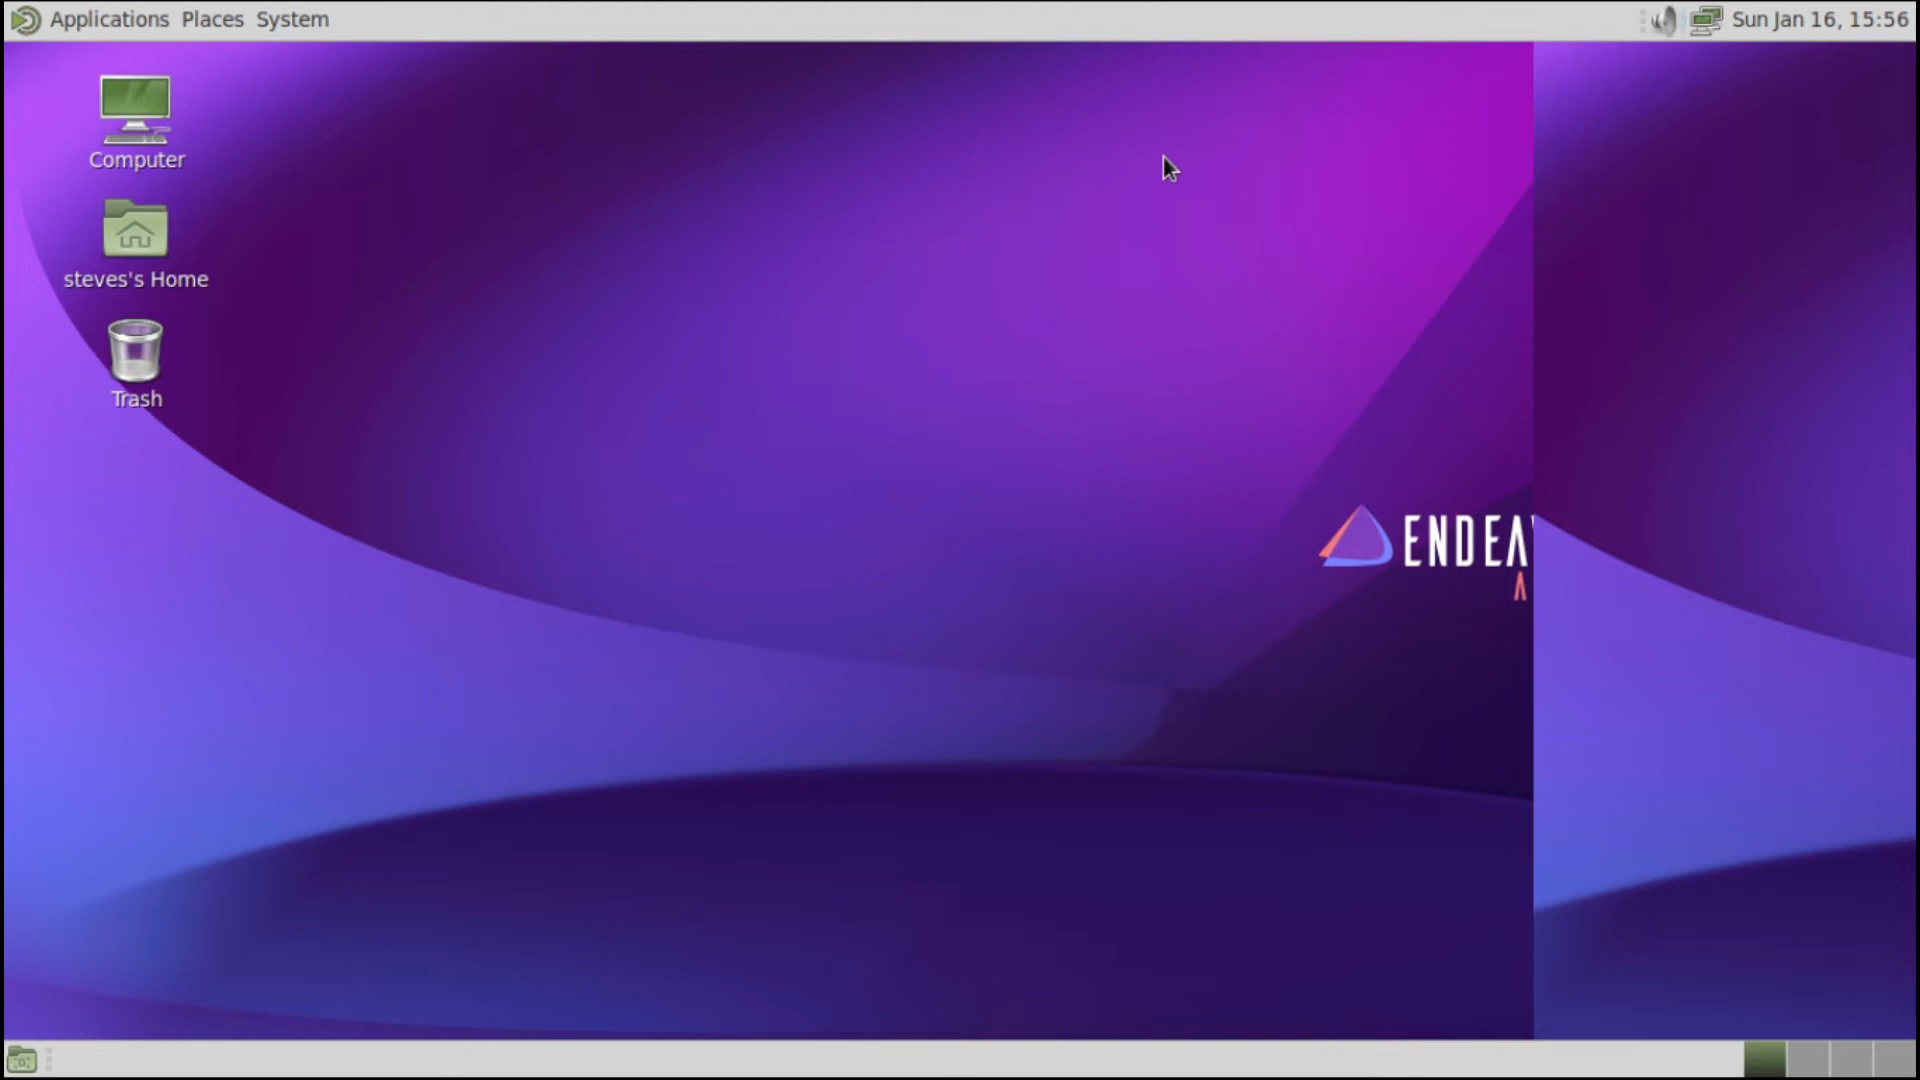 Applications Places System
Sun Jan 16, 15:56
Computer
steves's Home
Trash
ENDEA
A